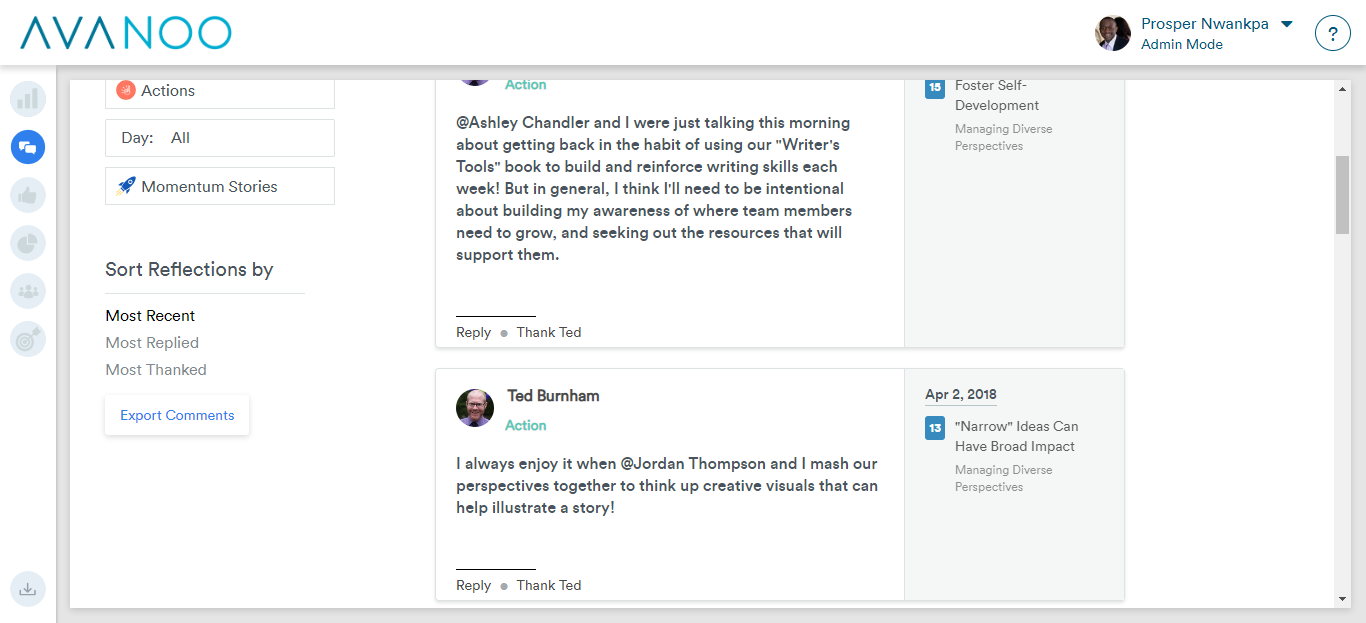 AVANOO
Prosper Nwankpa
Admin Mode
?
Actions
Day: All
Momentum Stories
Sort Reflections by
Most Recent
Most Replied
Most Thanked
Export Comments
Action
@Ashley Chandler and I were just talking this morning
about getting back in the habit of using our "Writer's
Tools" book to build and reinforce writing skills each
week! But in general, I think I'll need to be intentional
about building my awareness of where team members
need to grow, and seeking out the resources that will
support them.
Reply Thank Ted
15 Foster Self-
Development
Managing Diverse
Perspectives
Ted Burnham
Action
I always enjoy it when @Jordan Thompson and I mash our
perspectives together to think up creative visuals that can
help illustrate a story!
Reply Thank Ted
Apr 2, 2018
13 "Narrow" Ideas Can
Have Broad Impact
Managing Diverse
Perspectives